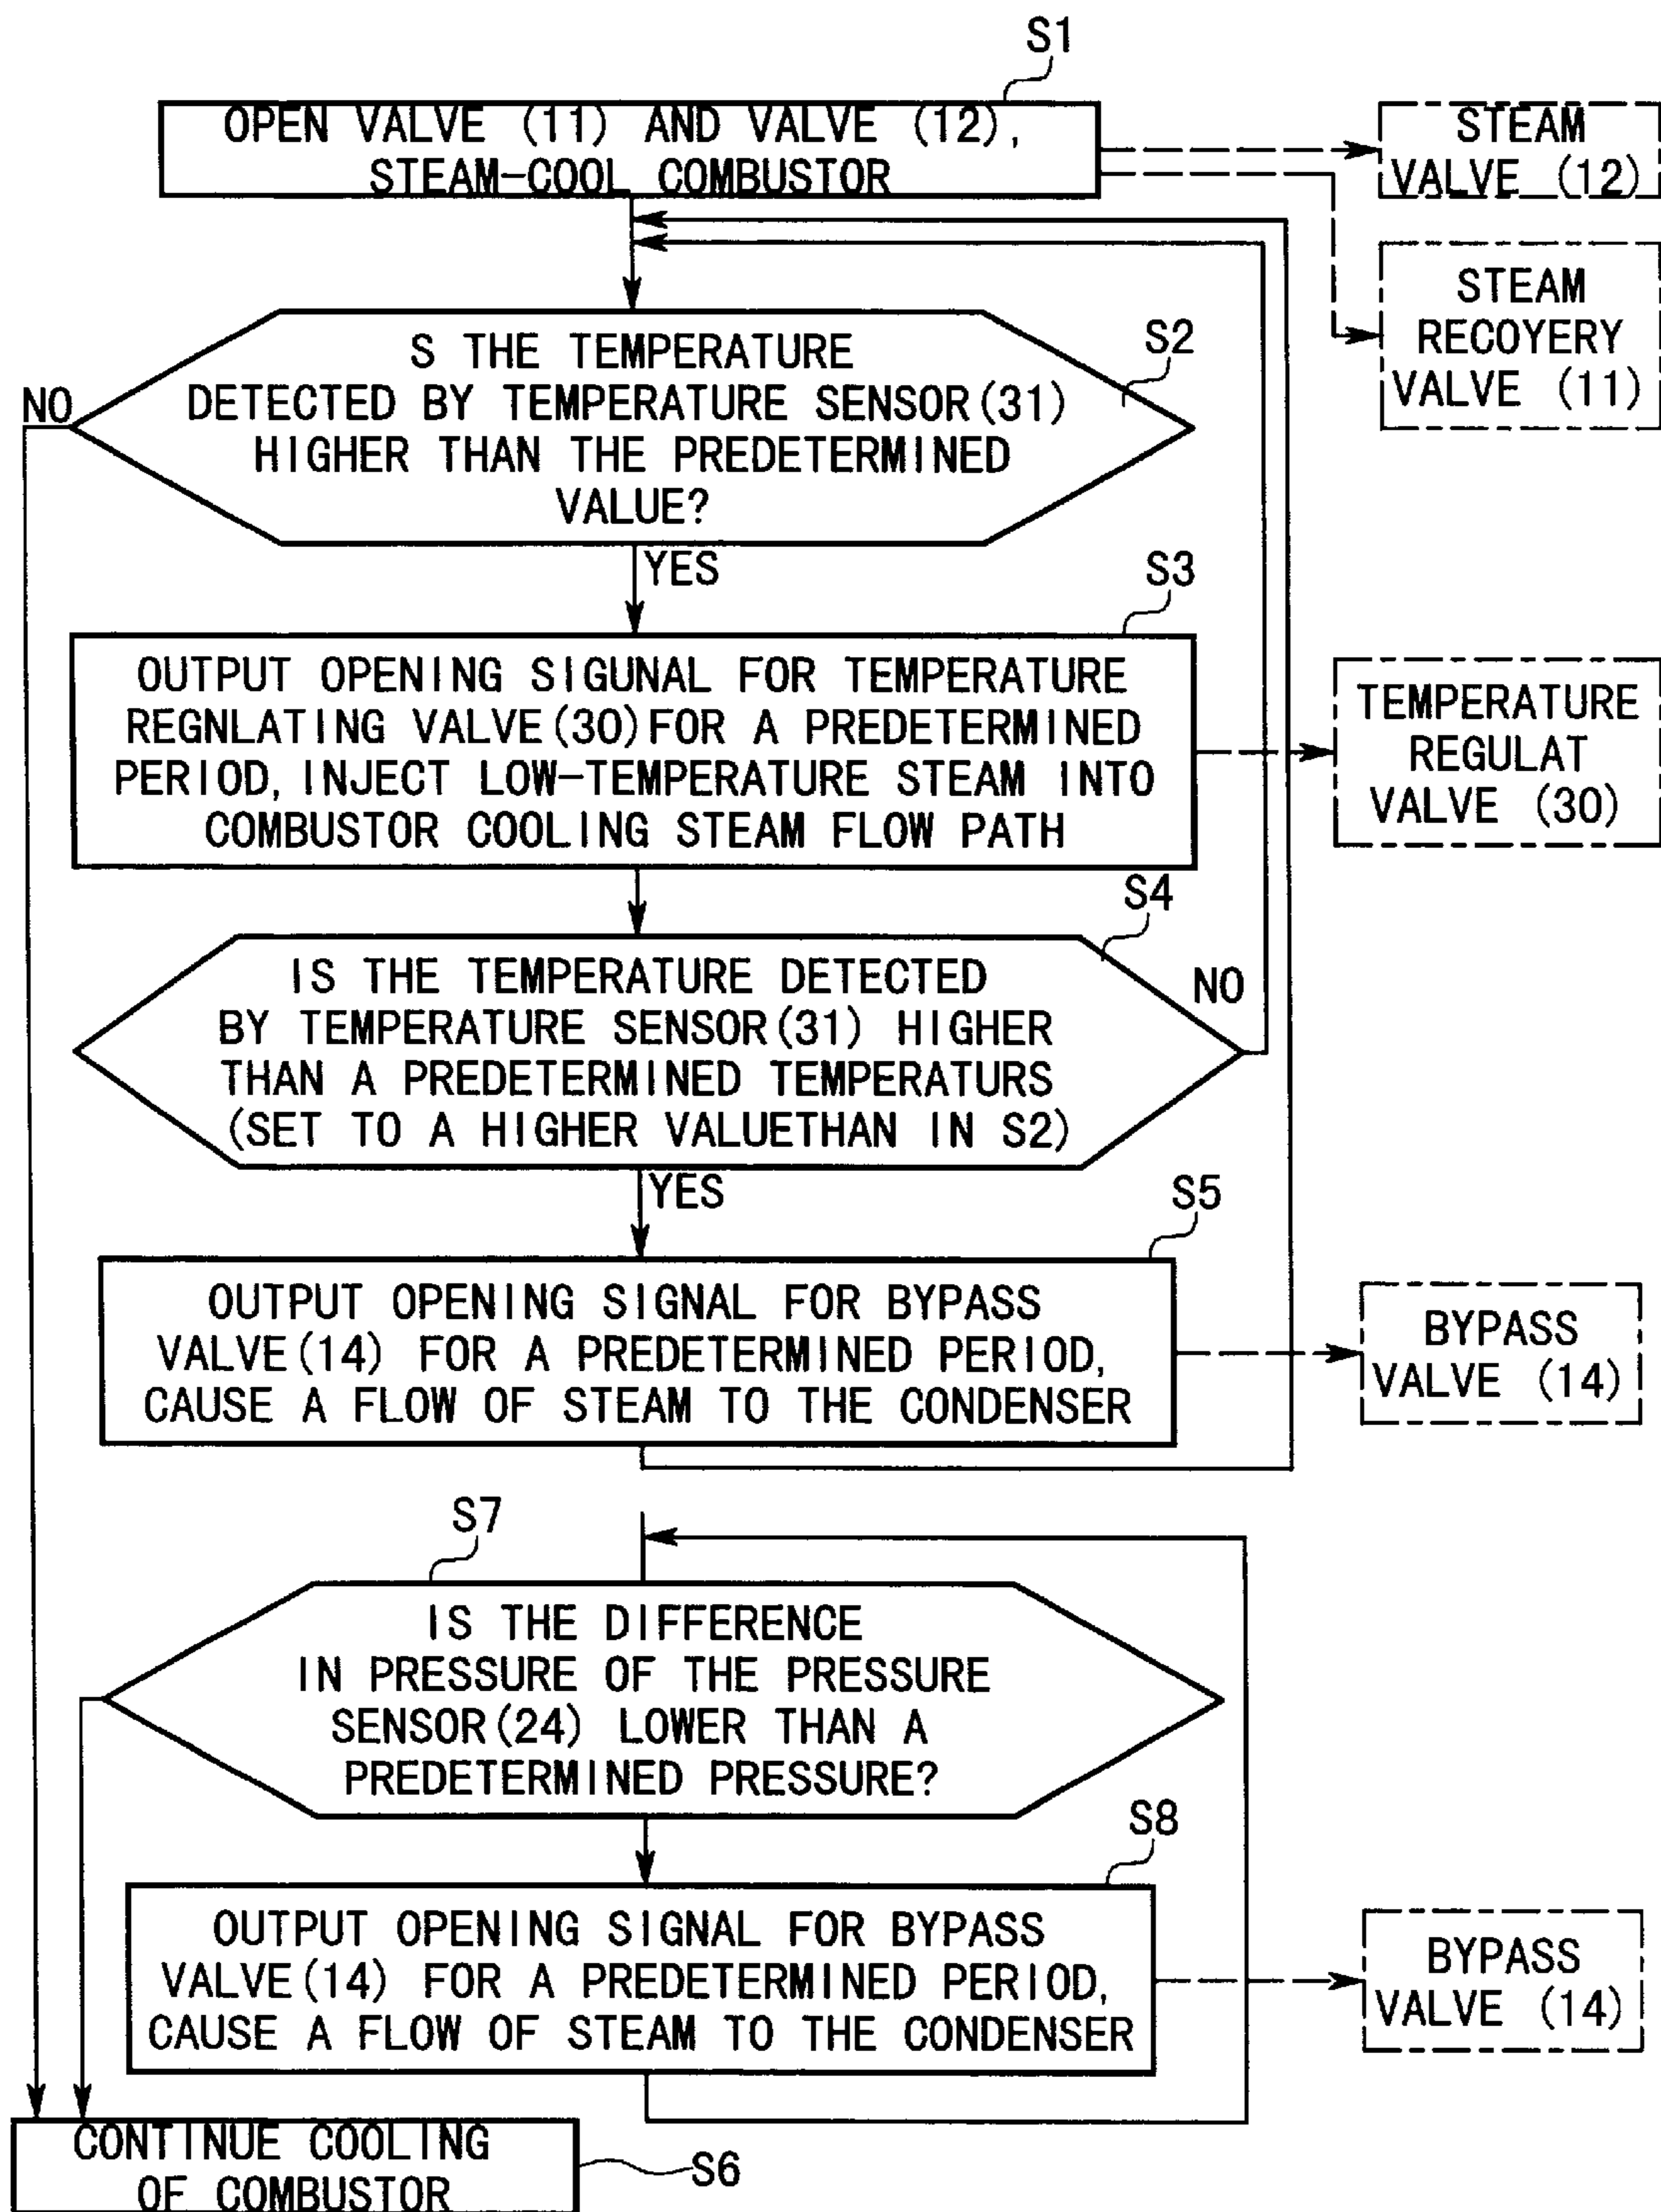 S1
OPEN VALVE (11) AND VALVE (12),
STEAM-COOL COMBUSTOR
STEAM
VALVE (12)
STEAM
RECOYERY
VALVE (11)
S2
S THE TEMPERATURE
DETECTED BY TEMPERATURE SENSOR(31)
HIGHER THAN THE PREDETERMINED
VALUE?
NO
YES
S3
OUTPUT OPENING SIGUNAL FOR TEMPERATURE
REGNLATING VALVE(30) FOR A PREDETERMINED
PERIOD, INJECT LOW-TEMPERATURE STEAM INTO
COMBUSTOR COOLING STEAM FLOW PATH
TEMPERATURE
REGULAT
VALVE (30)
S4
IS THE TEMPERATURE DETECTED
BY TEMPERATURE SENSOR(31) HIGHER
THAN A PREDETERMINED TEMPERATURS
(SET TO A HIGHER VALUETHAN IN S2)
NO
YES
S5
OUTPUT OPENING SIGNAL FOR BYPASS
VALVE(14) FOR A PREDETERMINED PERIOD,
CAUSE A FLOW OF STEAM TO THE CONDENSER
BYPASS
VALVE (14)
S7
IS THE DIFFERENCE
IN PRESSURE OF THE PRESSURE
SENSOR(24) LOWER THAN A
PREDETERMINED PRESSURE?
S8
OUTPUT OPENING SIGNAL FOR BYPASS
VALVE(14) FOR A PREDETERMINED PERIOD,
CAUSE A FLOW OF STEAM TO THE CONDENSER
BYPASS
VALVE (14)
CONTINUE COOLING
OF COMBUSTOR
S6